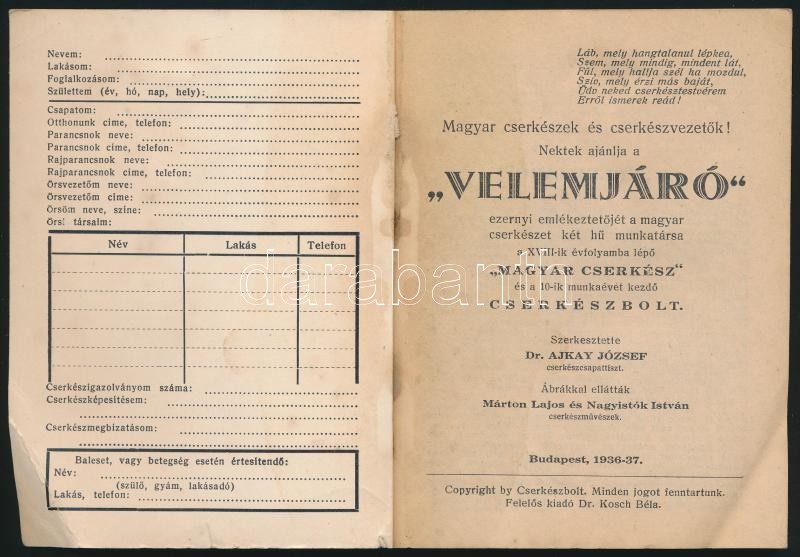 Nevem:
Lakásom:
Foglalkozásom:
Születtem (év, hó, nap, hely):
Csapatom:
Otthonunk cime, telefon:
Parancsnok neve:
Parancsnok cime, telefon:
Rajparancsnok neve:
Rajparancsnok cime, telefon:
Örsvezetőm neve:
Örsvezetőm cime:
Örsöm neve, szine:
Örsi társaim:
Név Lakás Telefon
Cserkészigazolványom száma:
Cserkészképesítésem:
Cserkészmegbizatásom:
Baleset, vagy betegség esetén értesítendő:
Név:
(szülő, gyám, lakásadó)
Lakás, telefon:
Láb, mely hangtalanul lépked,
Szem, mely mindig, mindent lát,
Fül, mely hallja szél ha mozdul,
Szív, mely érzi más baját,
Üdv neked cserkésztestvérem
Erről ismerek reád!
Magyar cserkészek és cserkészvezetők!
Nektek ajánlja a
„VELEMJÁRÓ“
ezernyi emlékeztetőjét a magyar
cserkészet két hű munkatársa
a XVIII-ik évfolyamba lépő
„MAGYAR CSERKÉSZ“
és a 10-ik munkaévét kezdő
CSERKÉSZBOLT.
Szerkesztette
Dr. AJKAY JÓZSEF
cserkészcsapattiszt.
Ábrákkal ellátták
Márton Lajos és Nagyistók István
cserkészművészek.
Budapest, 1936-37.
Copyright by Cserkészbolt. Minden jogot fenntartunk.
Felelős kiadó Dr. Kosch Béla.
darabanth